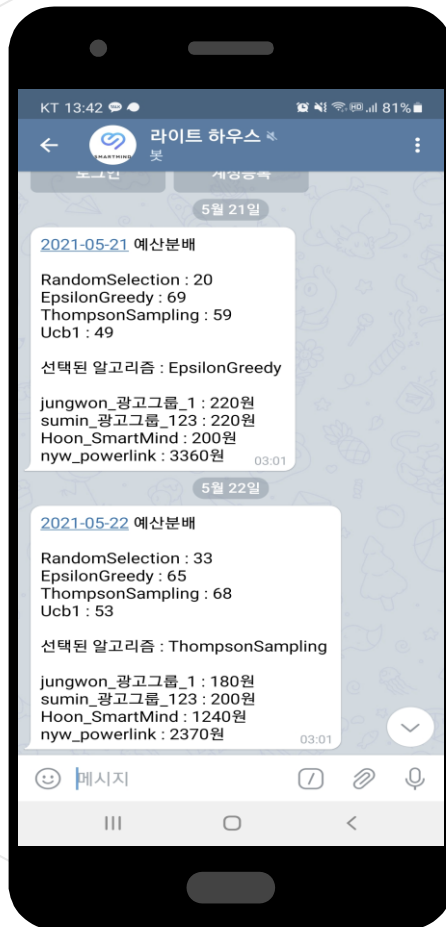 KT 13:42
81%
라이트 하우스
봇
SMARTMIND
로그인 계정등록
5월 21일
2021-05-21 예산분배
RandomSelection : 20
EpsilonGreedy : 69
ThompsonSampling : 59
Ucb1 : 49
선택된 알고리즘 : EpsilonGreedy
jungwon_광고그룹_1 : 220원
sumin_광고그룹_123 : 220원
Hoon_SmartMind : 200원
nyw_powerlink : 3360원
03:01
5월 22일
2021-05-22 예산분배
RandomSelection : 33
EpsilonGreedy : 65
ThompsonSampling : 68
Ucb1 : 53
선택된 알고리즘 : ThompsonSampling
jungwon_광고그룹_1 : 180원
sumin_광고그룹_123 : 200원
Hoon_SmartMind : 1240원
nyw_powerlink : 2370원
03:01
메시지